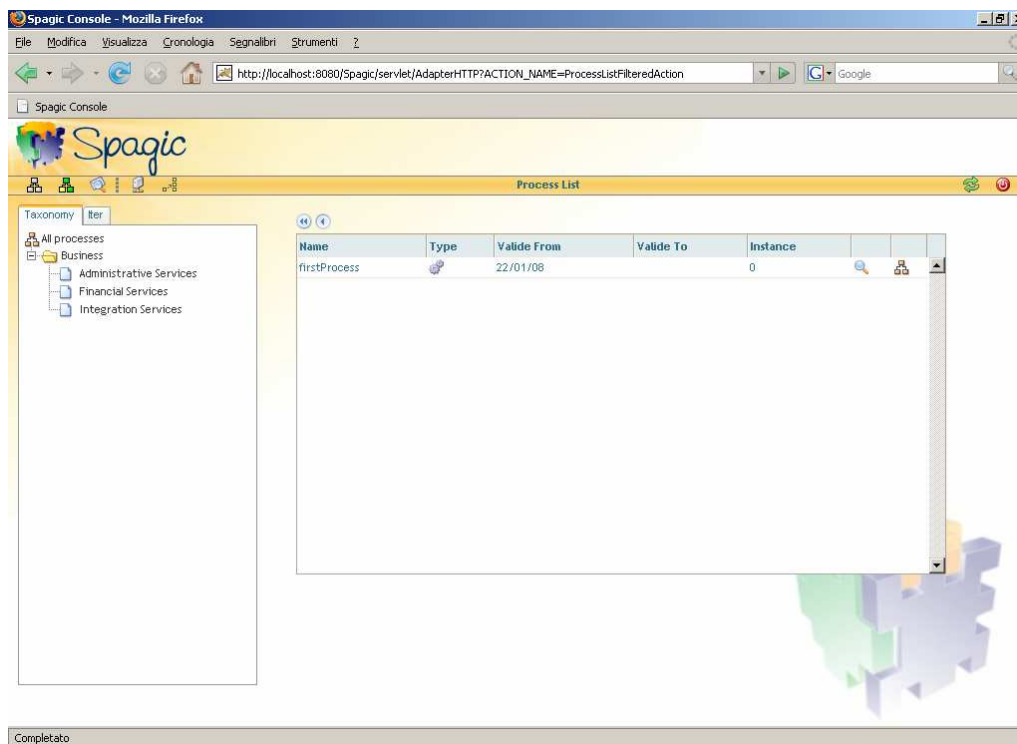 Spagic Console - Mozilla Firefox
File Modifica Visualizza Cronologia Segnalibri Strumenti ?
http://localhost:8080/Spagic/servlet/AdapterHTTP?ACTION_NAME=ProcessListFilteredAction G Google
Spagic Console
Spagic
Process List
Taxonomy Iter
All processes
Business
Administrative Services
Financial Services
Integration Services
Name Type Valide From Valide To Instance
firstProcess 22/01/08 0
Completato